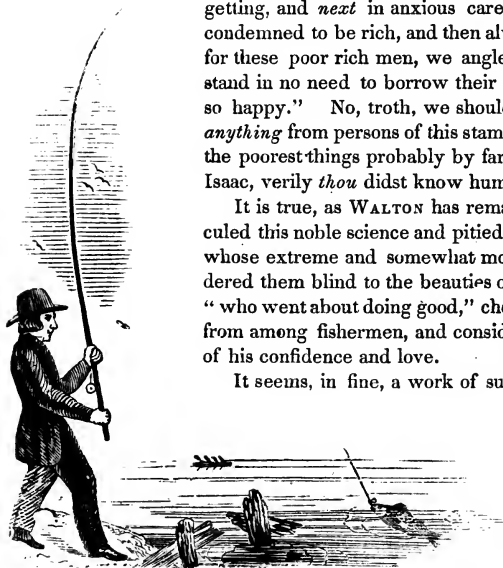 getting, and next in anxious care
condemned to be rich, and then al
for these poor rich men, we angle
stand in no need to borrow their
so happy." No, troth, we shoul
anything from persons of this stam
the poorest things probably by far
Isaac, verily thou didst know hum
It is true, as WALTON has rema
culed this noble science and pitied
whose extreme and somewhat mo
dered them blind to the beauties o
"who went about doing good," ch
from among fishermen, and consid
of his confidence and love.
It seems, in fine, a work of su